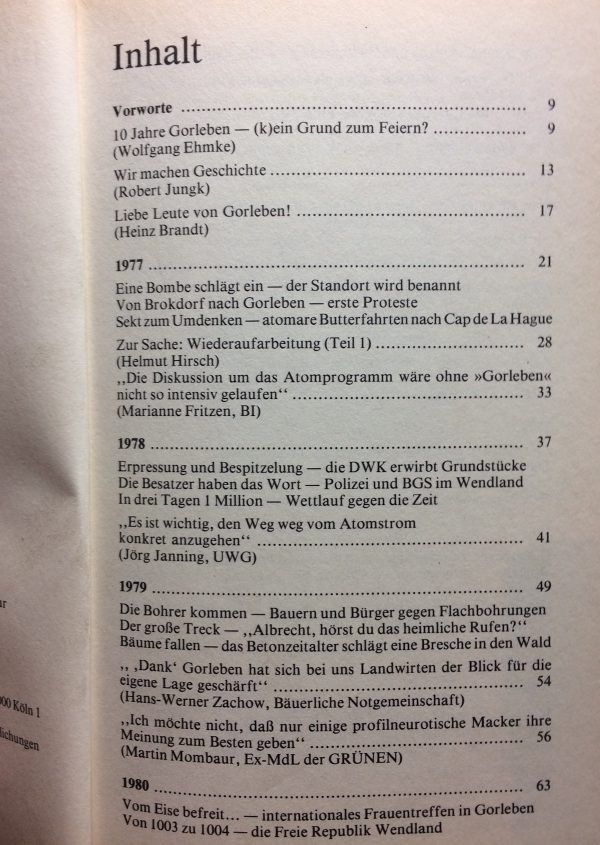 Inhalt
Vorworte ........................................................ 9
10 Jahre Gorleben — (k)ein Grund zum Feiern? ................ 9
(Wolfgang Ehmke)
Wir machen Geschichte ........................................ 13
(Robert Jungk)
Liebe Leute von Gorleben! .................................... 17
(Heinz Brandt)
1977 ............................................................ 21
Eine Bombe schlägt ein — der Standort wird benannt
Von Brokdorf nach Gorleben — erste Proteste
Sekt zum Umdenken — atomare Butterfahrten nach Cap de La Hague
Zur Sache: Wiederaufarbeitung (Teil 1) ........................ 28
(Helmut Hirsch)
,,Die Diskussion um das Atomprogramm wäre ohne »Gorleben«
nicht so intensiv gelaufen“ .................................... 33
(Marianne Fritzen, BI)
1978 ............................................................ 37
Erpressung und Bespitzelung — die DWK erwirbt Grundstücke
Die Besatzer haben das Wort — Polizei und BGS im Wendland
In drei Tagen 1 Million — Wettlauf gegen die Zeit
,,Es ist wichtig, den Weg weg vom Atomstrom
konkret anzugehen“ ............................................ 41
(Jörg Janning, UWG)
1979 ............................................................ 49
Die Bohrer kommen — Bauern und Bürger gegen Flachbohrungen
Der große Treck — ,,Albrecht, hörst du das heimliche Rufen?“
Bäume fallen — das Betonzeitalter schlägt eine Bresche in den Wald
,, ‚Dank‘ Gorleben hat sich bei uns Landwirten der Blick für die
eigene Lage geschärft“ ........................................ 54
(Hans-Werner Zachow, Bäuerliche Notgemeinschaft)
,,Ich möchte nicht, daß nur einige profilneurotische Macker ihre
Meinung zum Besten geben“ .................................... 56
(Martin Mombaur, Ex-MdL der GRÜNEN)
1980 ............................................................ 63
Vom Eise befreit... — internationales Frauentreffen in Gorleben
Von 1003 zu 1004 — die Freie Republik Wendland
Köln 1